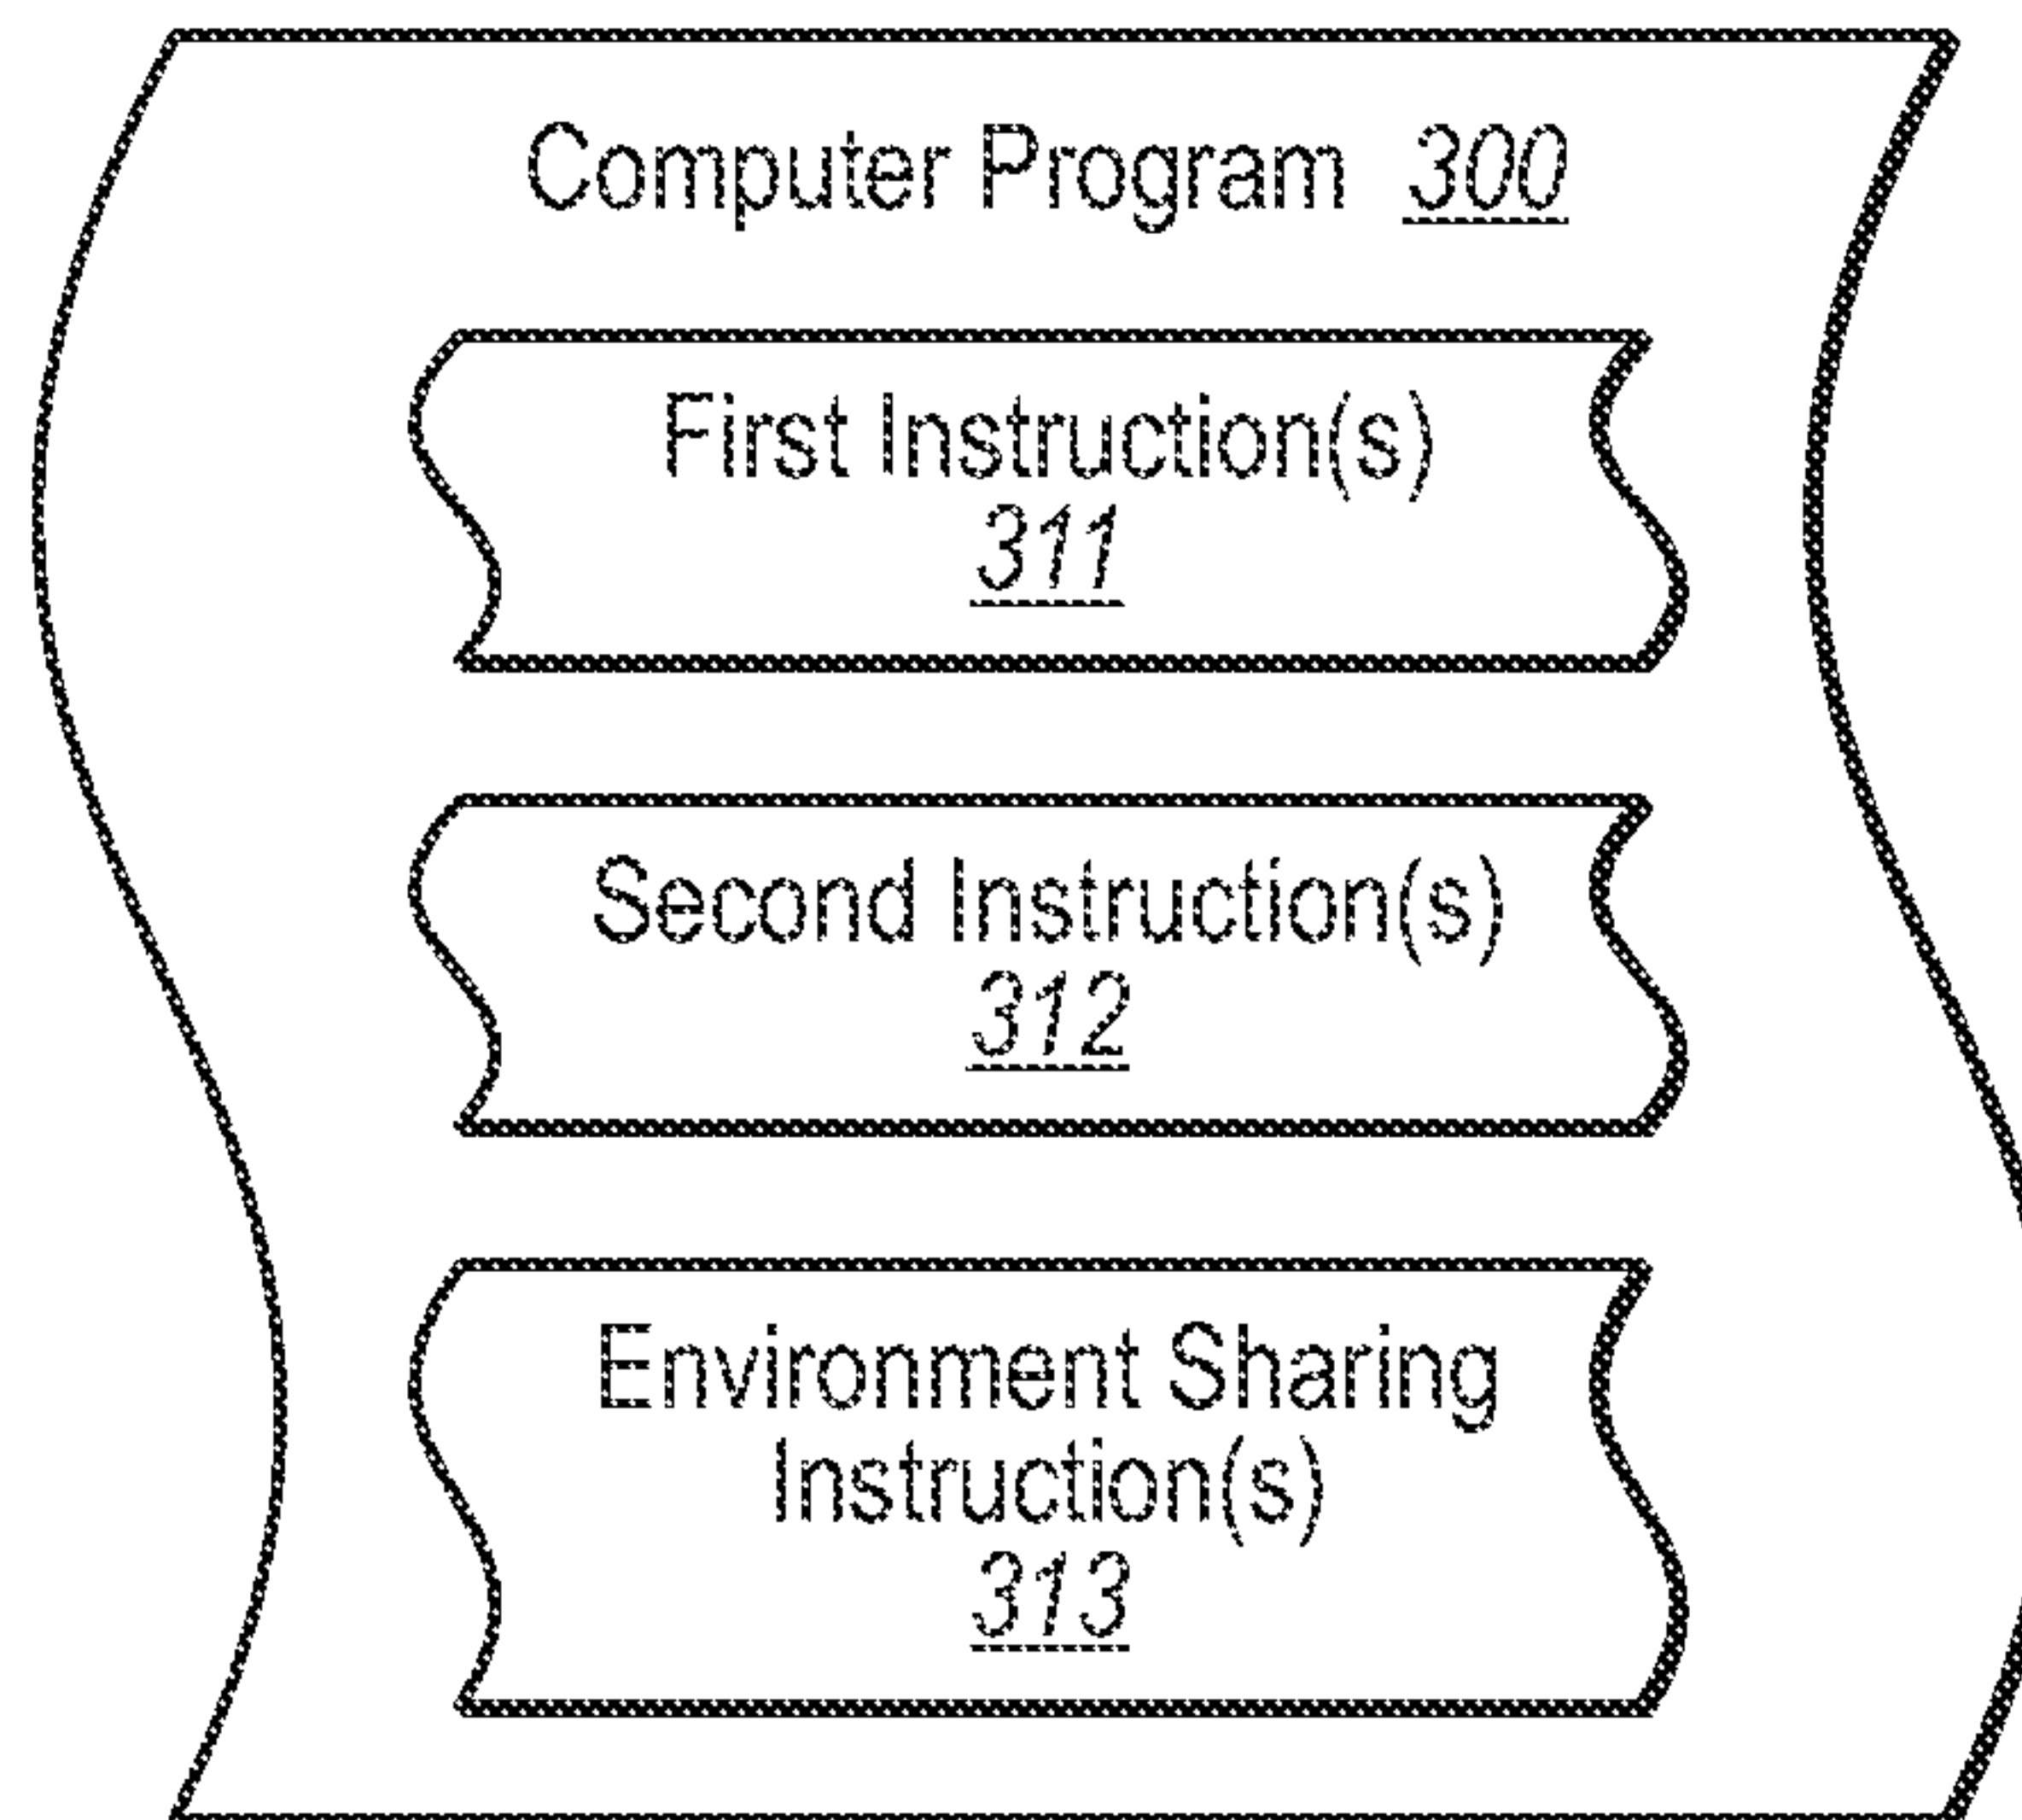 Computer Program 300
First Instruction(s)
311
Second Instruction(s)
312
Environment Sharing
Instruction(s)
313